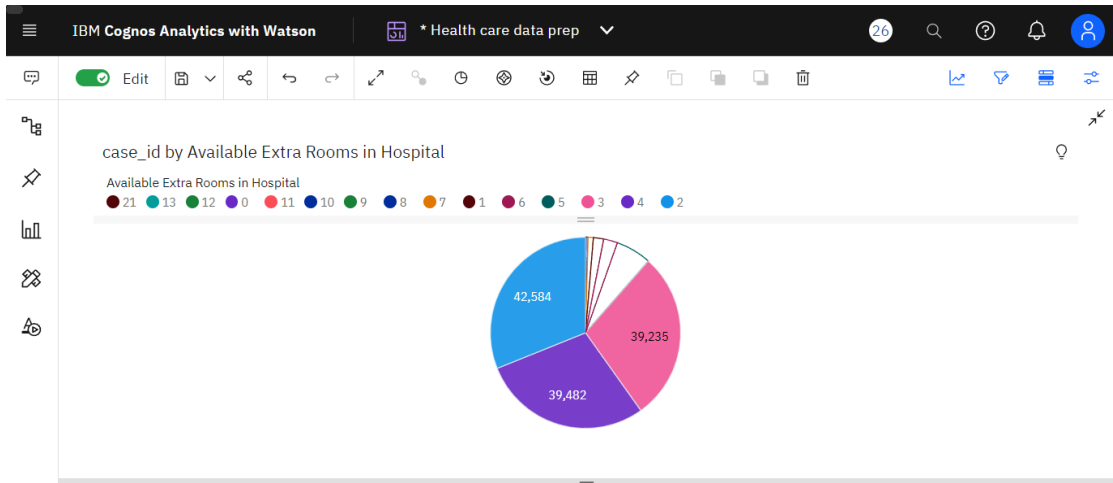 IBM Cognos Analytics with Watson
* Health care data prep
26
Edit
case_id by Available Extra Rooms in Hospital
Available Extra Rooms in Hospital
21 13 12 0 11 10 9 8 7 1 6 5 3 4 2
42,584
39,235
39,482